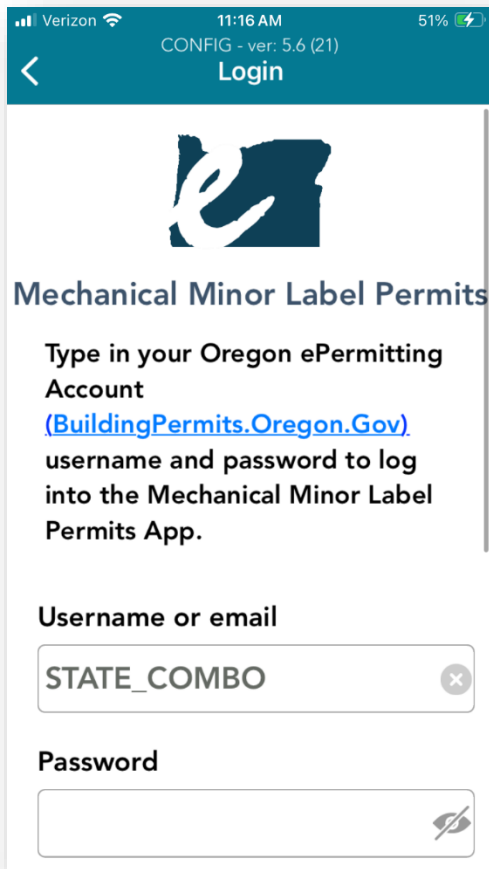 Verizon 11:16 AM 51%
CONFIG - ver: 5.6 (21)
Login
e
Mechanical Minor Label Permits
Type in your Oregon ePermitting
Account
(BuildingPermits.Oregon.Gov)
username and password to log
into the Mechanical Minor Label
Permits App.
Username or email
STATE_COMBO
Password